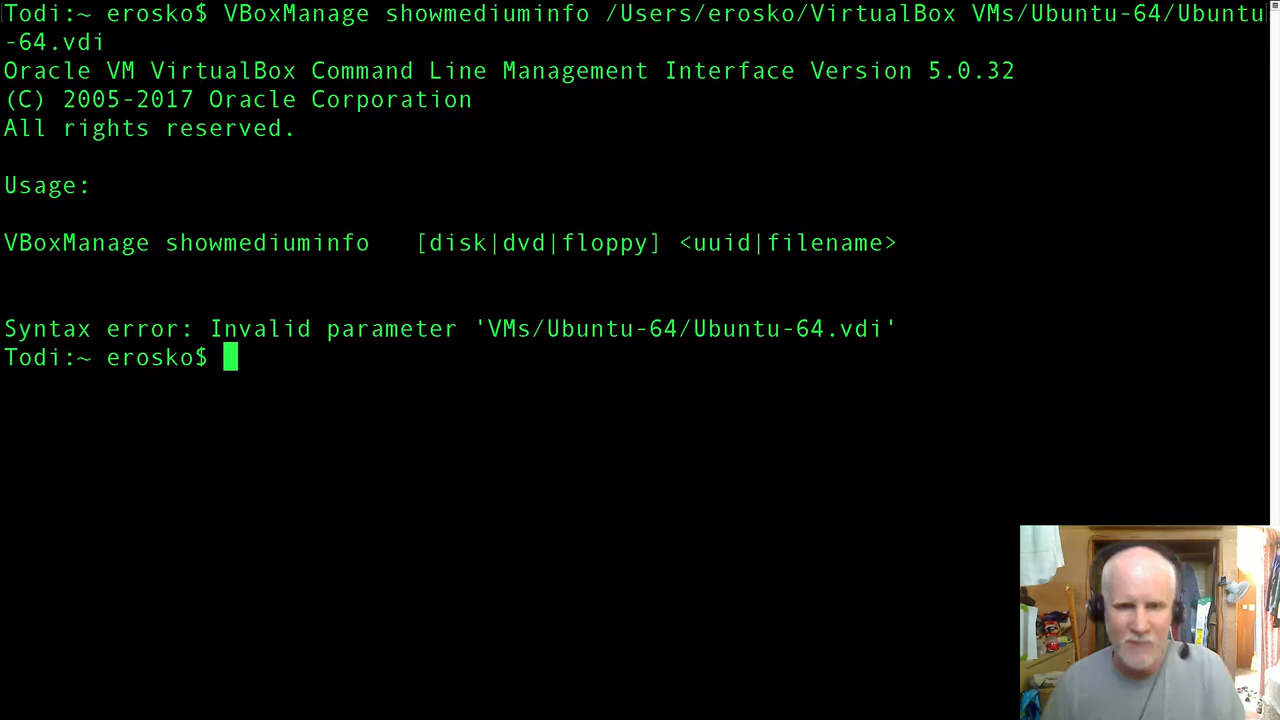 Todi:~ erosko$ VBoxManage showmediuminfo /Users/erosko/VirtualBox VMs/Ubuntu-64/Ubuntu
-64.vdi
Oracle VM VirtualBox Command Line Management Interface Version 5.0.32
(C) 2005-2017 Oracle Corporation
All rights reserved.
Usage:
VBoxManage showmediuminfo   [disk|dvd|floppy] <uuid|filename>
Syntax error: Invalid parameter 'VMs/Ubuntu-64/Ubuntu-64.vdi'
Todi:~ erosko$